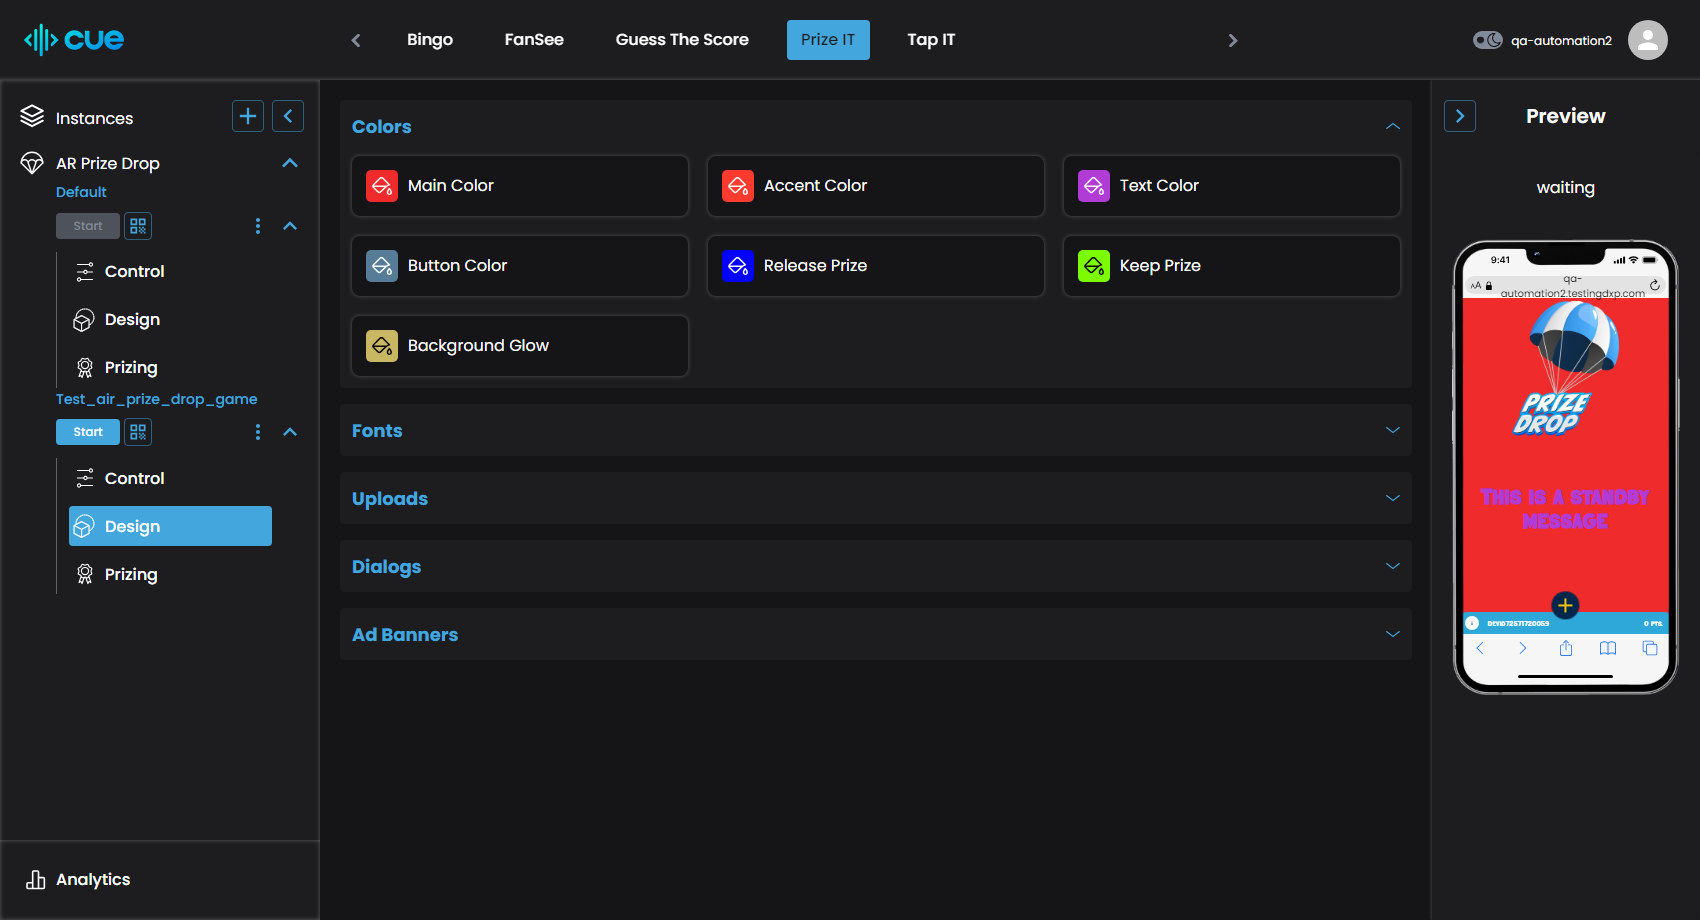 cue
Bingo
FanSee
Guess The Score
Prize IT
Tap IT
qa-automation2
Instances
AR Prize Drop
Default
Start
Control
Design
Prizing
Test_air_prize_drop_game
Start
Control
Design
Prizing
Analytics
Colors
Main Color
Accent Color
Text Color
Button Color
Release Prize
Keep Prize
Background Glow
Fonts
Uploads
Dialogs
Ad Banners
Preview
waiting
9:41
AA
qa-
automation2.testingdxp.com
PRIZE
DROP
THIS IS A STANDBY
MESSAGE
0 PTS.